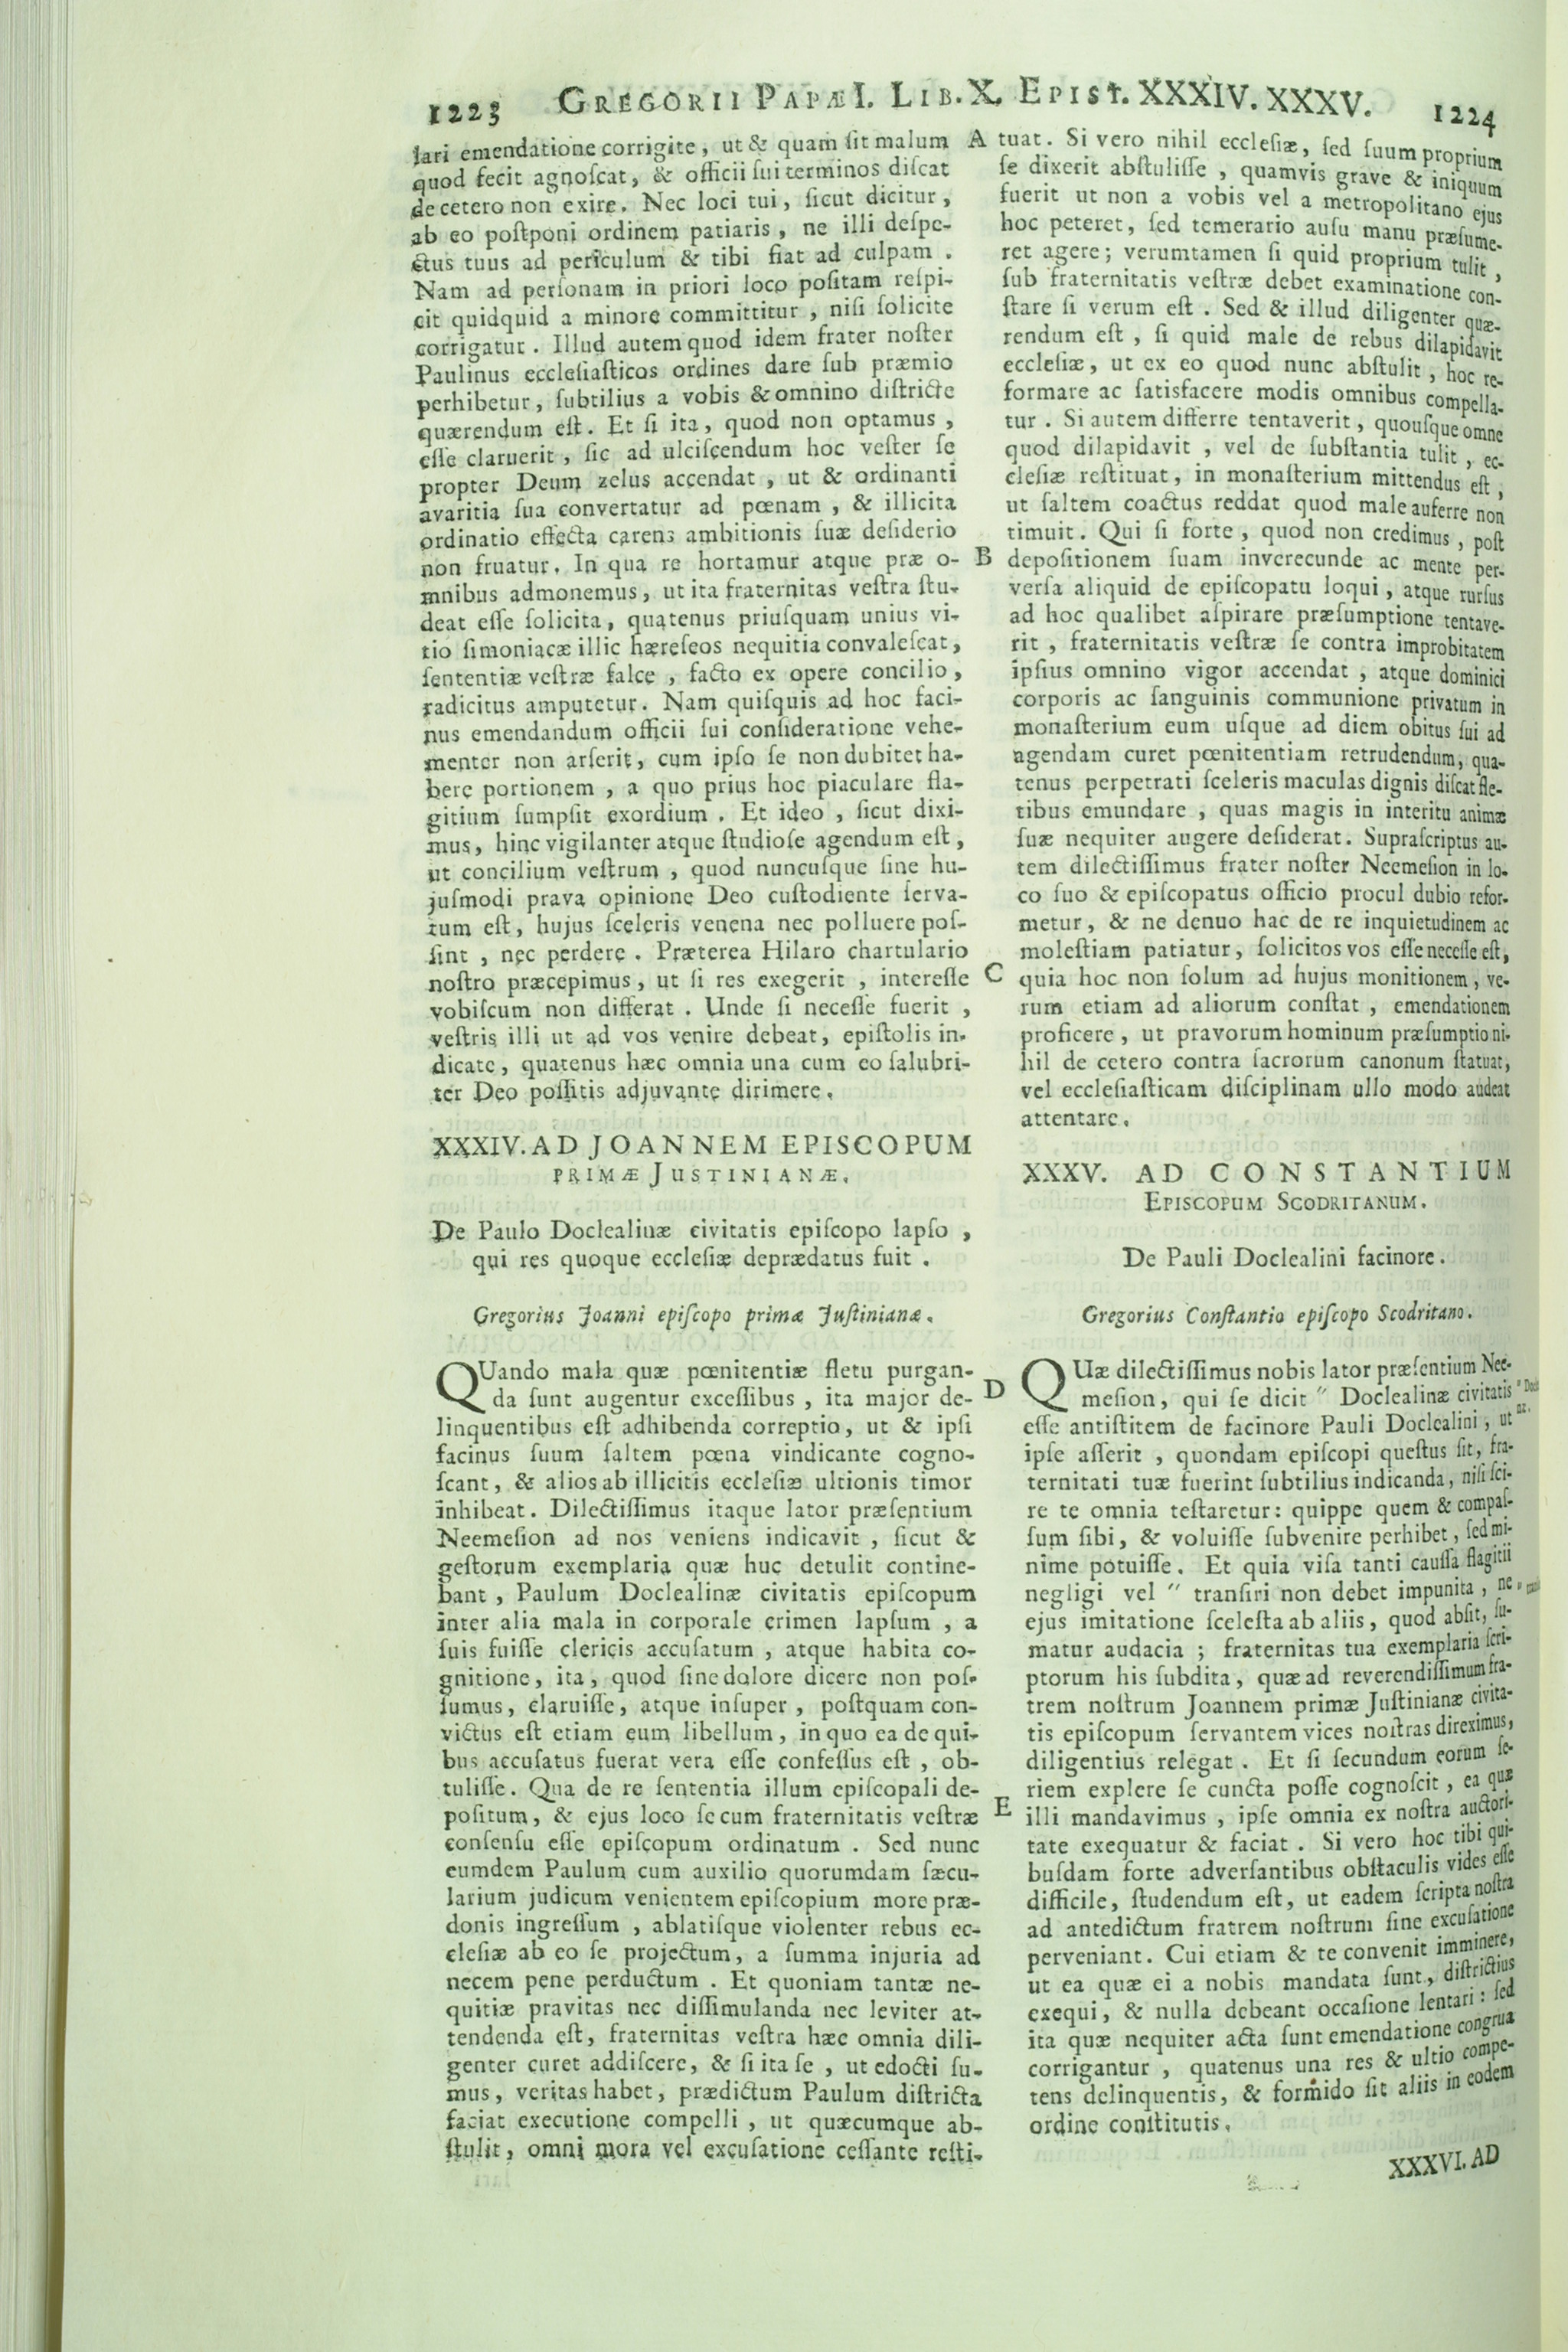 1223 GREGORII PAPÆ I. LIB. X. EPIST. XXXIV. XXXV. 1224
lari emendatione corrigite, ut & quam ſit malum
quod fecit agnoſcat, & officii ſui terminos diſcat
de cetero non exire. Nec loci tui, ſicut dicitur,
ab eo poſtponi ordinem patiaris, ne illi deſpe-
ctus tuus ad periculum & tibi fiat ad culpam.
Nam ad perſonam in priori loco poſitam reſpi-
cit quidquid a minore committitur, niſi ſolicite
corrigatur. Illud autem quod idem frater noſter
Paulinus eccleſiaſticos ordines dare ſub præmio
perhibetur, ſubtilius a vobis & omnino diſtricte
quærendum eſt. Et ſi ita, quod non optamus,
eſſe claruerit, ſic ad ulciſcendum hoc veſter ſe
propter Deum zelus accendat, ut & ordinanti
avaritia ſua convertatur ad pœnam, & illicita
ordinatio effecta carens ambitionis ſuæ deſiderio
non fruatur. In qua re hortamur atque præ o-
mnibus admonemus, ut ita fraternitas veſtra ſtu-
deat eſſe ſolicita, quatenus priuſquam unius vi-
tio ſimoniacæ illic hæreſeos nequitia convaleſcat,
ſententiæ veſtræ falce, facto ex opere concilio,
radicitus amputetur. Nam quiſquis ad hoc faci-
nus emendandum officii ſui conſideratione vehe-
menter non arſerit, cum ipſo ſe non dubitet ha-
bere portionem, a quo prius hoc piaculare fla-
gitium ſumpſit exordium. Et ideo, ſicut dixi-
mus, hinc vigilanter atque ſtudioſe agendum eſt,
ut concilium veſtrum, quod nuncuſque ſine hu-
juſmodi prava opinione Deo cuſtodiente ſerva-
tum eſt, hujus ſceleris venena nec polluere poſ-
ſint, nec perdere. Præterea Hilaro chartulario
noſtro præcepimus, ut ſi res exegerit, intereſſe
vobiſcum non differat. Unde ſi neceſſe fuerit,
veſtris illi ut ad vos venire debeat, epiſtolis in-
dicate, quatenus hæc omnia una cum eo ſalubri-
ter Deo poſſitis adjuvante dirimere.
XXXIV. AD JOANNEM EPISCOPUM
PRIMÆ JUSTINIANÆ.
De Paulo Doclealinæ civitatis epiſcopo lapſo,
qui res quoque eccleſiæ deprædatus fuit.
Gregorius Joanni epiſcopo primæ Juſtinianæ.
QUando mala quæ pœnitentiæ fletu purgan-
da ſunt augentur exceſſibus, ita major de-
linquentibus eſt adhibenda correptio, ut & ipſi
facinus ſuum ſaltem pœna vindicante cogno-
ſcant, & alios ab illicitis eccleſiæ ultionis timor
inhibeat. Dilectiſſimus itaque lator præſentium
Neemeſion ad nos veniens indicavit, ſicut &
geſtorum exemplaria quæ huc detulit contine-
bant, Paulum Doclealinæ civitatis epiſcopum
inter alia mala in corporale crimen lapſum, a
ſuis fuiſſe clericis accuſatum, atque habita co-
gnitione, ita, quod ſine dolore dicere non poſ-
ſumus, claruiſſe, atque inſuper, poſtquam con-
victus eſt etiam eum libellum, in quo ea de qui-
bus accuſatus fuerat vera eſſe confeſſus eſt, ob-
tuliſſe. Qua de re ſententia illum epiſcopali de-
poſitum, & ejus loco ſecum fraternitatis veſtræ
conſenſu eſſe epiſcopum ordinatum. Sed nunc
eumdem Paulum cum auxilio quorumdam ſæcu-
larium judicum venientem epiſcopium more præ-
donis ingreſſum, ablatiſque violenter rebus ec-
cleſiæ ab eo ſe projectum, a ſumma injuria ad
necem pene perductum. Et quoniam tantæ ne-
quitiæ pravitas nec diſſimulanda nec leviter at-
tendenda eſt, fraternitas veſtra hæc omnia dili-
genter curet addiſcere, & ſi ita ſe, ut edocti ſu-
mus, veritas habet, prædictum Paulum diſtricta
faciat executione compelli, ut quæcumque ab-
ſtulit, omni mora vel excuſatione ceſſante reſti-
A
B
C
D
E
tuat. Si vero nihil eccleſiæ, ſed ſuum proprium
ſe dixerit abſtuliſſe, quamvis grave & iniquum
fuerit ut non a vobis vel a metropolitano ejus
hoc peteret, ſed temerario auſu manu præſume-
ret agere; verumtamen ſi quid proprium tulit,
ſub fraternitatis veſtræ debet examinatione con-
ſtare ſi verum eſt. Sed & illud diligenter quæ-
rendum eſt, ſi quid male de rebus dilapidavit
eccleſiæ, ut ex eo quod nunc abſtulit, hoc re-
formare ac ſatisfacere modis omnibus compella-
tur. Si autem differre tentaverit, quouſque omne
quod dilapidavit, vel de ſubſtantia tulit, ec-
cleſiæ reſtituat, in monaſterium mittendus eſt,
ut ſaltem coactus reddat quod male auferre non
timuit. Qui ſi forte, quod non credimus, poſt
depoſitionem ſuam inverecunde ac mente per-
verſa aliquid de epiſcopatu loqui, atque rurſus
ad hoc qualibet aſpirare præſumptione tentave-
rit, fraternitatis veſtræ ſe contra improbitatem
ipſius omnino vigor accendat, atque dominici
corporis ac ſanguinis communione privatum in
monaſterium eum uſque ad diem obitus ſui ad
agendam curet pœnitentiam retrudendum, qua-
tenus perpetrati ſceleris maculas dignis diſcat fle-
tibus emundare, quas magis in interitu animæ
ſuæ nequiter augere deſiderat. Supraſcriptus au-
tem dilectiſſimus frater noſter Neemeſion in lo-
co ſuo & epiſcopatus officio procul dubio refor-
metur, & ne denuo hac de re inquietudinem ac
moleſtiam patiatur, ſolicitos vos eſſe neceſſe eſt,
quia hoc non ſolum ad hujus monitionem, ve-
rum etiam ad aliorum conſtat, emendationem
proficere, ut pravorum hominum præſumptio ni-
hil de cetero contra ſacrorum canonum ſtatuat,
vel eccleſiaſticam diſciplinam ullo modo audeat
attentare.
XXXV. AD CONSTANTIUM
EPISCOPUM SCODRITANUM.
De Pauli Doclealini facinore.
Gregorius Conſtantio epiſcopo Scodritano.
QUæ dilectiſſimus nobis lator præſentium Nee-
meſion, qui ſe dicit " Doclealinæ civitatis
eſſe antiſtitem de facinore Pauli Doclealini, ut
ipſe aſſerit, quondam epiſcopi queſtus ſit, fra-
ternitati tuæ fuerint ſubtilius indicanda, niſi ſci-
re te omnia teſtaretur: quippe quem & compaſ-
ſum ſibi, & voluiſſe ſubvenire perhibet, ſed mi-
nime potuiſſe. Et quia viſa tanti cauſſa flagitii
negligi vel " tranſiri non debet impunita, ne
ejus imitatione ſceleſta ab aliis, quod abſit, ſu-
matur audacia; fraternitas tua exemplaria ſcri-
ptorum his ſubdita, quæ ad reverendiſſimum fra-
trem noſtrum Joannem primæ Juſtinianæ civita-
tis epiſcopum ſervantem vices noſtras direximus,
diligentius relegat. Et ſi ſecundum eorum ſe-
riem explere ſe cuncta poſſe cognoſcit, ea quæ
illi mandavimus, ipſe omnia ex noſtra auctori-
tate exequatur & faciat. Si vero hoc tibi qui-
buſdam forte adverſantibus obſtaculis vides eſſe
difficile, ſtudendum eſt, ut eadem ſcripta noſtra
ad antedictum fratrem noſtrum ſine excuſatione
perveniant. Cui etiam & te convenit imminere,
ut ea quæ ei a nobis mandata ſunt, diſtrictius
exequi, & nulla debeant occaſione lentari: ſed
ita quæ nequiter acta ſunt emendatione congrua
corrigantur, quatenus una res & ultio compe-
tens delinquentis, & formido ſit aliis in eodem
ordine conſtitutis.
XXXVI. AD